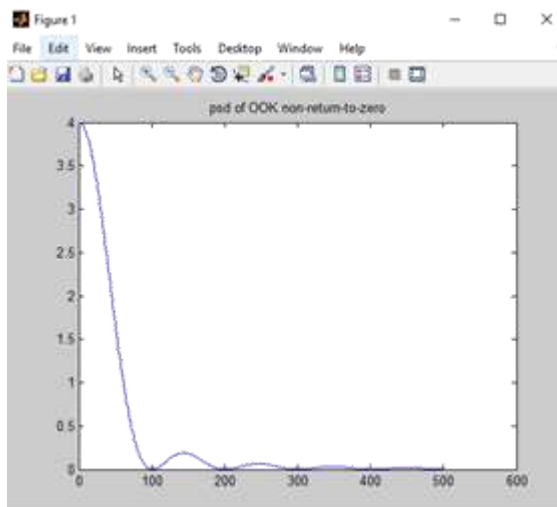 Figure 1
File Edit View Insert Tools Desktop Window Help
psd of OOK non-return-to-zero
4
3.5
3
2.5
2
1.5
1
0.5
0
0 100 200 300 400 500 600